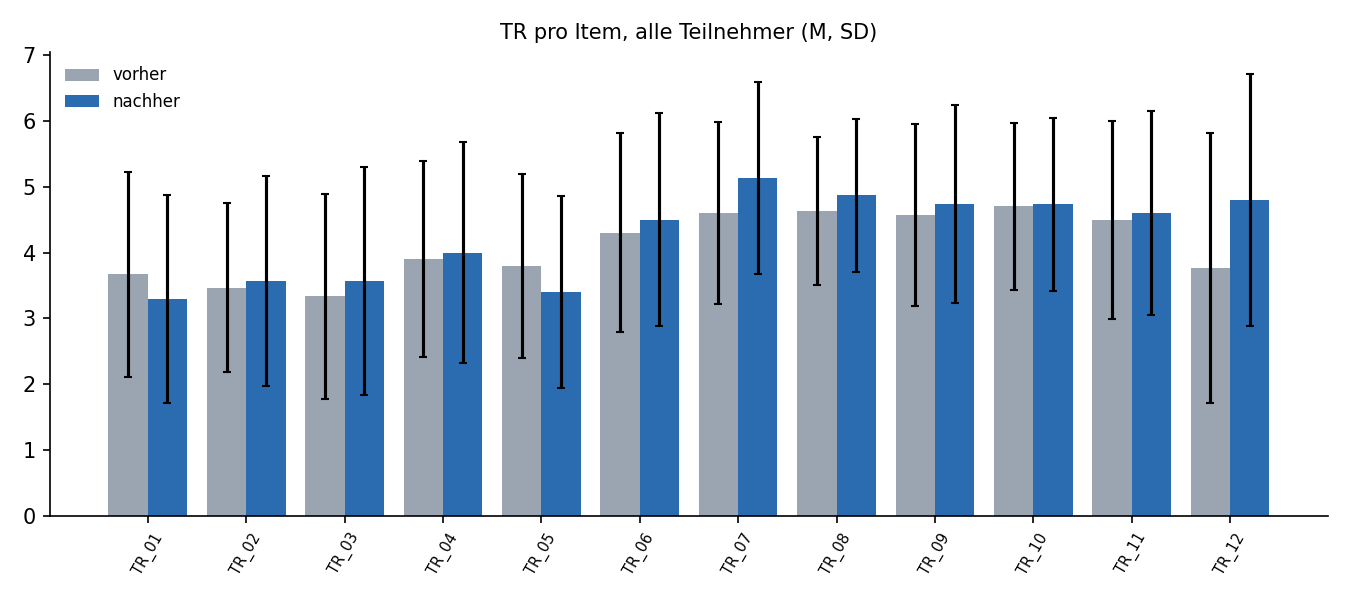 TR pro Item, alle Teilnehmer (M, SD)
vorher
nachher
7
6
5
4
3
2
1
0
TR_01 TR_02 TR_03 TR_04 TR_05 TR_06 TR_07 TR_08 TR_09 TR_10 TR_11 TR_12